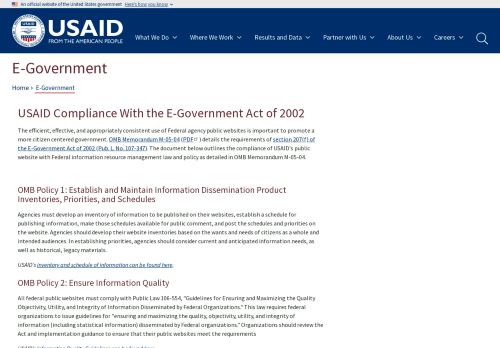 An official website of the United States government Here's how you know
USAID
FROM THE AMERICAN PEOPLE
What We Do Where We Work Results and Data Partner with Us About Us Careers
E-Government
Home E-Government
USAID Compliance With the E-Government Act of 2002
The efficient, effective, and appropriately consistent use of Federal agency public websites is important to promote a
more citizen centered government. OMB Memorandum M-05-04 (PDF) details the requirements of section 207(f) of
the E-Government Act of 2002 (Pub. L. No. 107-347). The document below outlines the compliance of USAID's public
website with Federal information resource management law and policy as detailed in OMB Memorandum M-05-04.
OMB Policy 1: Establish and Maintain Information Dissemination Product
Inventories, Priorities, and Schedules
Agencies must develop an inventory of information to be published on their websites, establish a schedule for
publishing information, make those schedules available for public comment, and post the schedules and priorities on
the website. Agencies should develop their website inventories based on the wants and needs of citizens as a whole and
intended audiences. In establishing priorities, agencies should consider current and anticipated information needs, as
well as historical, legacy materials.
USAID's inventory and schedule of information can be found here.
OMB Policy 2: Ensure Information Quality
All federal public websites must comply with Public Law 106-554, "Guidelines for Ensuring and Maximizing the Quality
Objectivity, Utility, and Integrity of Information Disseminated by Federal Organizations." This law requires federal
organizations to issue guidelines for "ensuring and maximizing the quality, objectivity, utility, and integrity of
information (including statistical information) disseminated by Federal organizations." Organizations should review the
Act and implementation guidance to ensure that their public websites meet the requirements